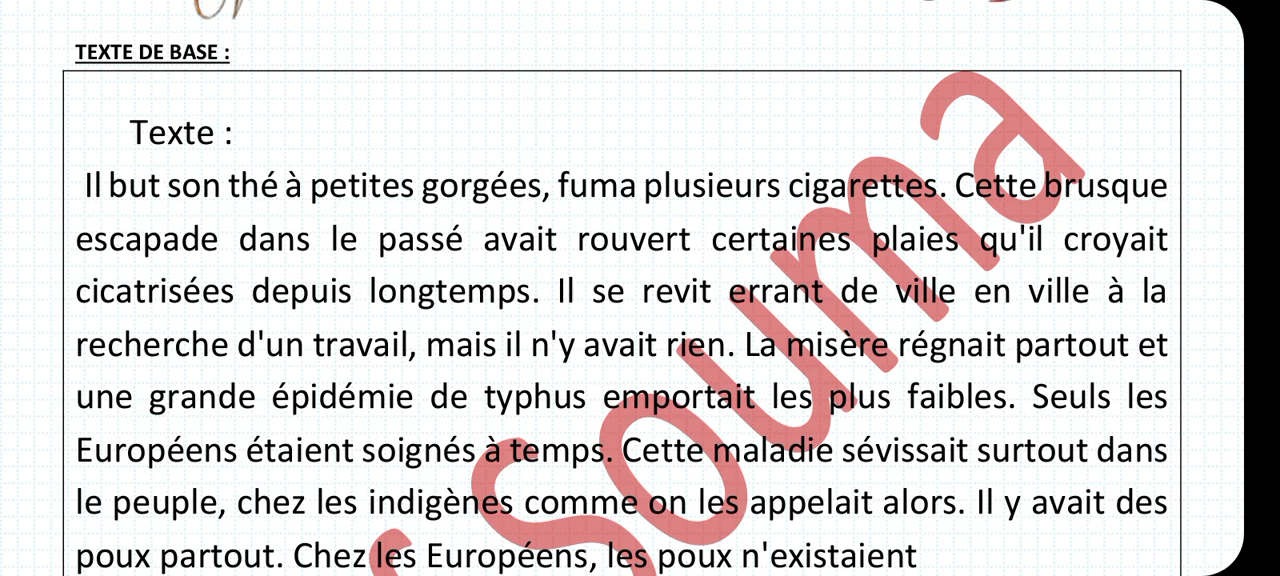 TEXTE DE BASE :
Texte :
Il but son thé à petites gorgées, fuma plusieurs cigarettes. Cette brusque
escapade dans le passé avait rouvert certaines plaies qu'il croyait
cicatrisées depuis longtemps. Il se revit errant de ville en ville à la
recherche d'un travail, mais il n'y avait rien. La misère régnait partout et
une grande épidémie de typhus emportait les plus faibles. Seuls les
Européens étaient soignés à temps. Cette maladie sévissait surtout dans
le peuple, chez les indigènes comme on les appelait alors. Il y avait des
poux partout. Chez les Européens, les poux n'existaient
Souma